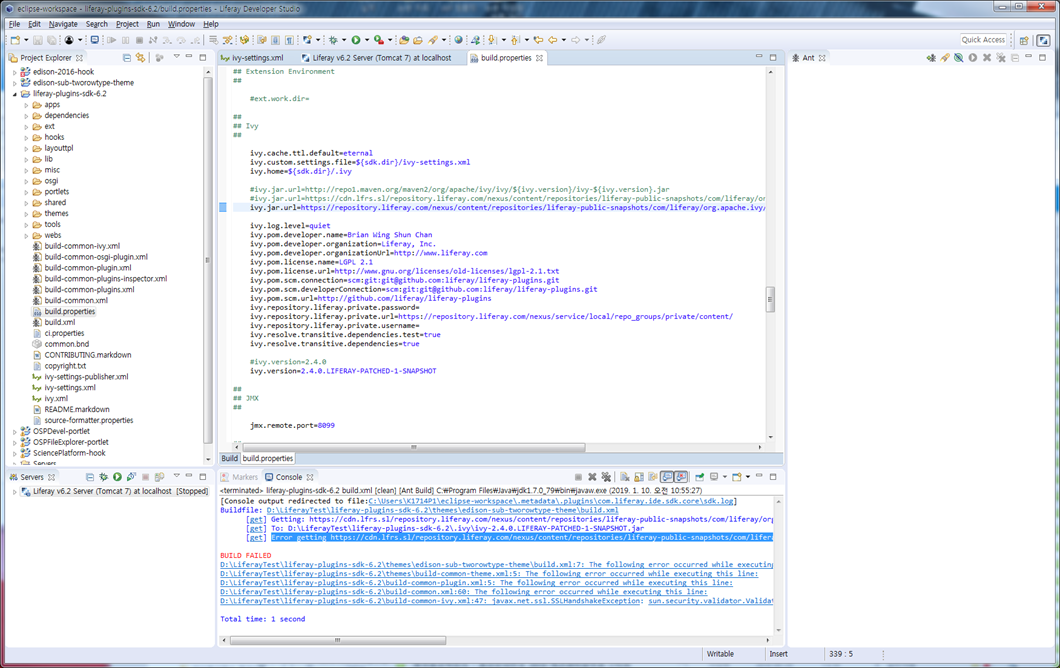 eclipse-workspace - liferay-plugins-sdk-6.2/build.properties - Liferay Developer Studio
File Edit Navigate Search Project Run Window Help
Quick Access
Project Explorer
edison-2016-hook
edison-sub-tworowtype-theme
liferay-plugins-sdk-6.2
apps
dependencies
ext
hooks
layouttpl
lib
misc
osgi
portlets
shared
themes
tools
webs
build-common-ivy.xml
build-common-osgi-plugin.xml
build-common-plugin.xml
build-common-plugins-inspector.xml
build-common-plugins.xml
build-common.xml
build.properties
build.xml
ci.properties
common.bnd
CONTRIBUTING.markdown
copyright.txt
ivy-settings-publisher.xml
ivy-settings.xml
ivy.xml
README.markdown
source-formatter.properties
OSPDevel-portlet
OSPFileExplorer-portlet
SciencePlatform-hook
Servers
ivy-settings.xml Liferay v6.2 Server (Tomcat 7) at localhost build.properties
## Extension Environment
##
#ext.work.dir=
##
## Ivy
##
ivy.cache.ttl.default=eternal
ivy.custom.settings.file=${sdk.dir}/ivy-settings.xml
ivy.home=${sdk.dir}/.ivy
#ivy.jar.url=http://repo1.maven.org/maven2/org/apache/ivy/ivy/${ivy.version}/ivy-${ivy.version}.jar
#ivy.jar.url=https://cdn.lfrs.sl/repository.liferay.com/nexus/content/repositories/liferay-public-snapshots/com/liferay/or
ivy.jar.url=https://repository.liferay.com/nexus/content/repositories/liferay-public-snapshots/com/liferay/org.apache.ivy/
ivy.log.level=quiet
ivy.pom.developer.name=Brian Wing Shun Chan
ivy.pom.developer.organization=Liferay, Inc.
ivy.pom.developer.organizationUrl=http://www.liferay.com
ivy.pom.license.name=LGPL 2.1
ivy.pom.license.url=http://www.gnu.org/licenses/old-licenses/lgpl-2.1.txt
ivy.pom.scm.connection=scm:git:git@github.com:liferay/liferay-plugins.git
ivy.pom.scm.developerConnection=scm:git:git@github.com:liferay/liferay-plugins.git
ivy.pom.scm.url=http://github.com/liferay/liferay-plugins
ivy.repository.liferay.private.password=
ivy.repository.liferay.private.url=https://repository.liferay.com/nexus/service/local/repo_groups/private/content/
ivy.repository.liferay.private.username=
ivy.resolve.transitive.dependencies.test=true
ivy.resolve.transitive.dependencies=true
#ivy.version=2.4.0
ivy.version=2.4.0.LIFERAY-PATCHED-1-SNAPSHOT
##
## JMX
##
jmx.remote.port=8099
Build build.properties
Ant
Servers
Liferay v6.2 Server (Tomcat 7) at localhost [Stopped]
Markers Console
<terminated> liferay-plugins-sdk-6.2 build.xml [clean] [Ant Build] C:₩Program Files₩Java₩jdk1.7.0_79₩bin₩javaw.exe (2019. 1. 10. 오전 10:55:27)
[Console output redirected to file:C:\Users\K1714P1\eclipse-workspace\.metadata\.plugins\com.liferay.ide.sdk.core\sdk.log]
Buildfile: D:\LiferayTest\liferay-plugins-sdk-6.2\themes\edison-sub-tworowtype-theme\build.xml
[get] Getting: https://cdn.lfrs.sl/repository.liferay.com/nexus/content/repositories/liferay-public-snapshots/com/liferay/org
[get] To: D:\LiferayTest\liferay-plugins-sdk-6.2\.ivy\ivy-2.4.0.LIFERAY-PATCHED-1-SNAPSHOT.jar
[get] Error getting https://cdn.lfrs.sl/repository.liferay.com/nexus/content/repositories/liferay-public-snapshots/com/lifera
BUILD FAILED
D:\LiferayTest\liferay-plugins-sdk-6.2\themes\edison-sub-tworowtype-theme\build.xml:7: The following error occurred while executing
D:\LiferayTest\liferay-plugins-sdk-6.2\themes\build-common-theme.xml:5: The following error occurred while executing this line:
D:\LiferayTest\liferay-plugins-sdk-6.2\build-common-plugin.xml:5: The following error occurred while executing this line:
D:\LiferayTest\liferay-plugins-sdk-6.2\build-common.xml:60: The following error occurred while executing this line:
D:\LiferayTest\liferay-plugins-sdk-6.2\build-common-ivy.xml:47: javax.net.ssl.SSLHandshakeException: sun.security.validator.Valida
Total time: 1 second
Writable Insert 339 : 5